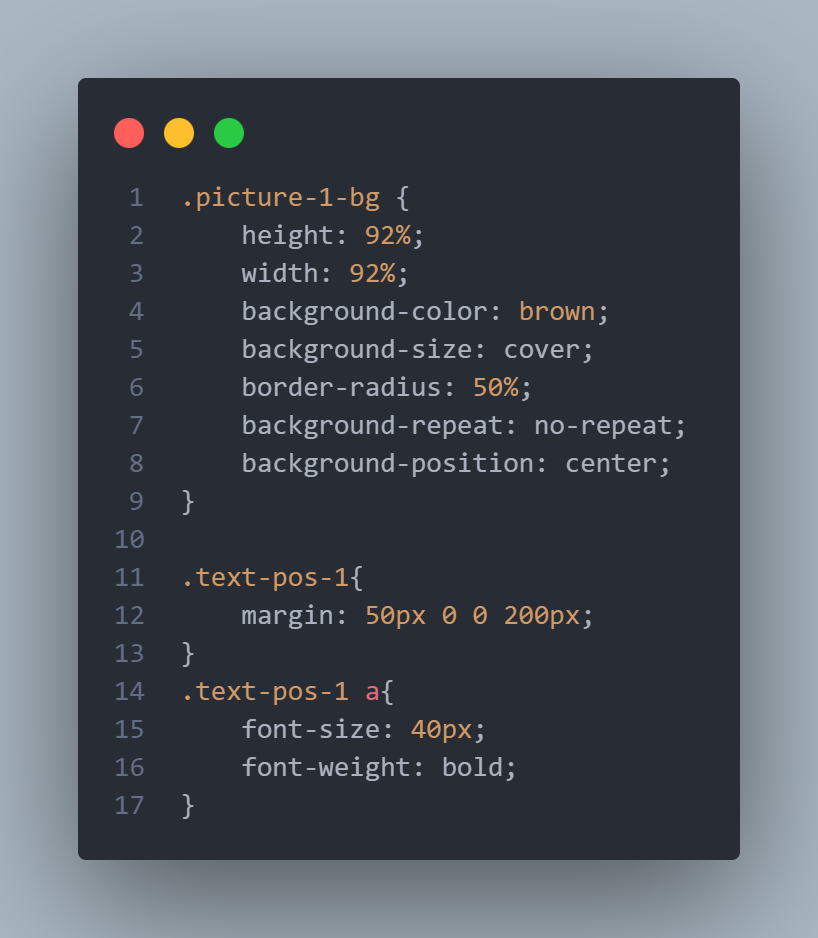 1 .picture-1-bg {
2     height: 92%;
3     width: 92%;
4     background-color: brown;
5     background-size: cover;
6     border-radius: 50%;
7     background-repeat: no-repeat;
8     background-position: center;
9 }
10
11 .text-pos-1{
12     margin: 50px 0 0 200px;
13 }
14 .text-pos-1 a{
15     font-size: 40px;
16     font-weight: bold;
17 }